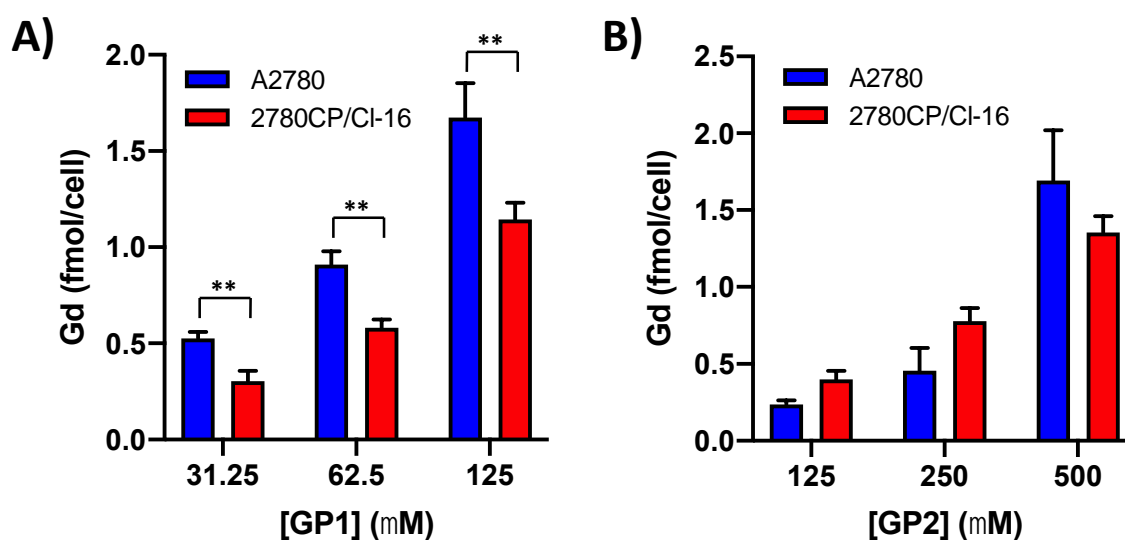 A)
A2780
2780CP/Cl-16
**
**
**
Gd (fmol/cell)
2.0
1.5
1.0
0.5
0.0
31.25 62.5 125
[GP1] (mM)
B)
A2780
2780CP/Cl-16
Gd (fmol/cell)
2.5
2.0
1.5
1.0
0.5
0.0
125 250 500
[GP2] (mM)